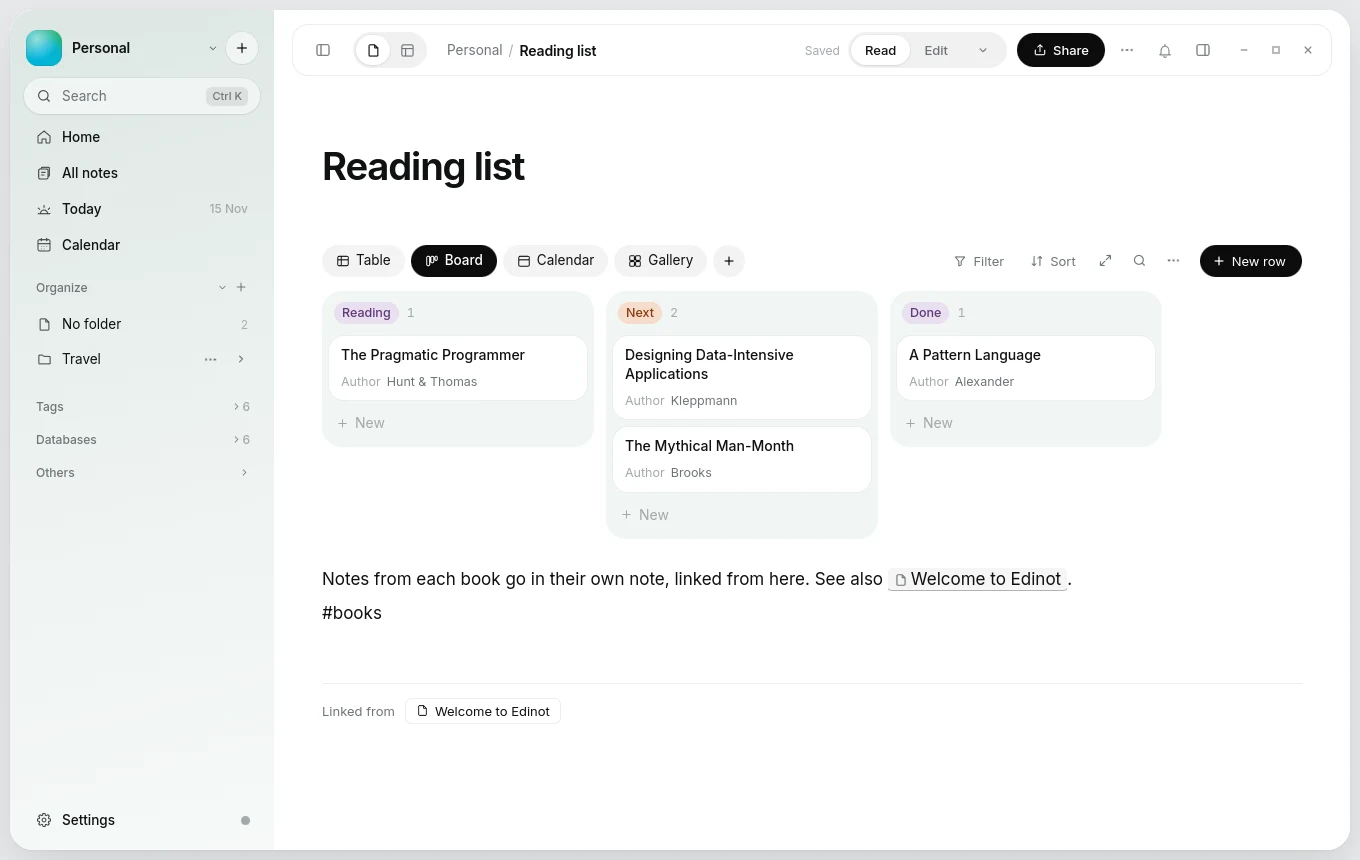 Personal
Search Ctrl K
Home
All notes
Today 15 Nov
Calendar
Organize
No folder 2
Travel
Tags 6
Databases 6
Others
Settings
Personal / Reading list
Saved Read Edit Share
Reading list
Table Board Calendar Gallery
Filter Sort New row
Reading 1
The Pragmatic Programmer
Author Hunt & Thomas
New
Next 2
Designing Data-Intensive
Applications
Author Kleppmann
The Mythical Man-Month
Author Brooks
New
Done 1
A Pattern Language
Author Alexander
New
Notes from each book go in their own note, linked from here. See also Welcome to Edinot .
#books
Linked from Welcome to Edinot